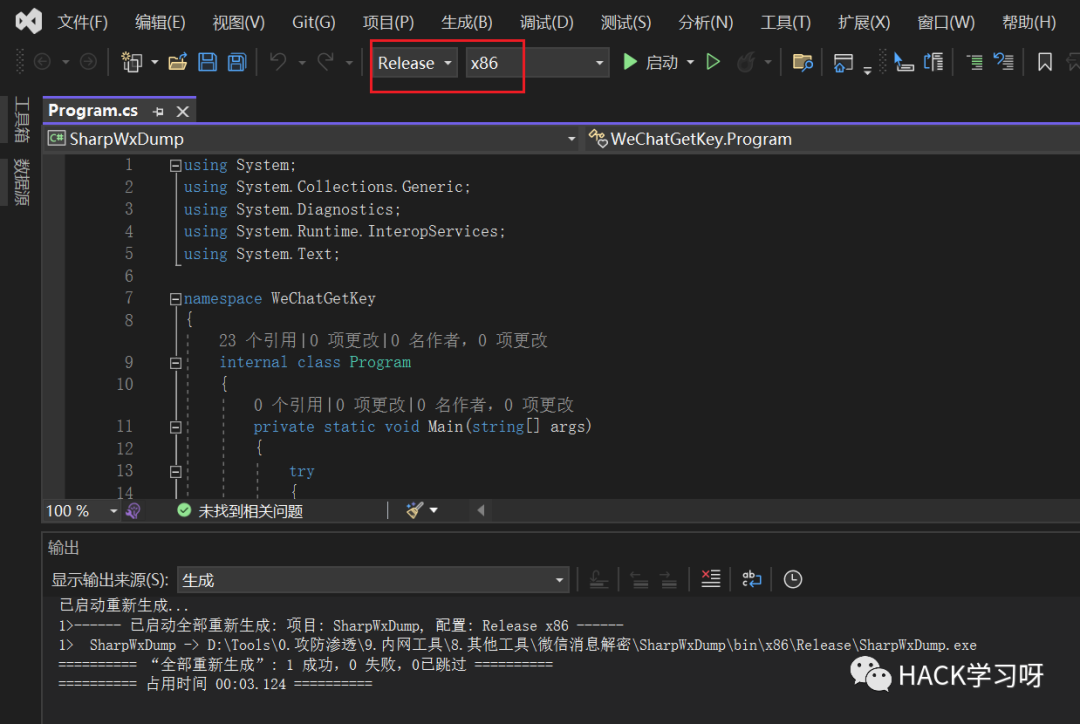 文件(F) 编辑(E) 视图(V) Git(G) 项目(P) 生成(B) 调试(D) 测试(S) 分析(N) 工具(T) 扩展(X) 窗口(W) 帮助(H)
Release x86 启动
工具箱
数据源
Program.cs
C# SharpWxDump WeChatGetKey.Program
1 using System;
2 using System.Collections.Generic;
3 using System.Diagnostics;
4 using System.Runtime.InteropServices;
5 using System.Text;
6
7 namespace WeChatGetKey
8 {
23 个引用|0 项更改|0 名作者，0 项更改
9 internal class Program
10 {
0 个引用|0 项更改|0 名作者，0 项更改
11 private static void Main(string[] args)
12 {
13 try
14 {
100 % 未找到相关问题
输出
显示输出来源(S): 生成
已启动重新生成...
1>------ 已启动全部重新生成: 项目: SharpWxDump, 配置: Release x86 ------
1> SharpWxDump -> D:\Tools\0.攻防渗透\9.内网工具\8.其他工具\微信消息解密\SharpWxDump\bin\x86\Release\SharpWxDump.exe
========== “全部重新生成”: 1 成功，0 失败，0已跳过 ==========
========== 占用时间 00:03.124 ==========
HACK学习呀